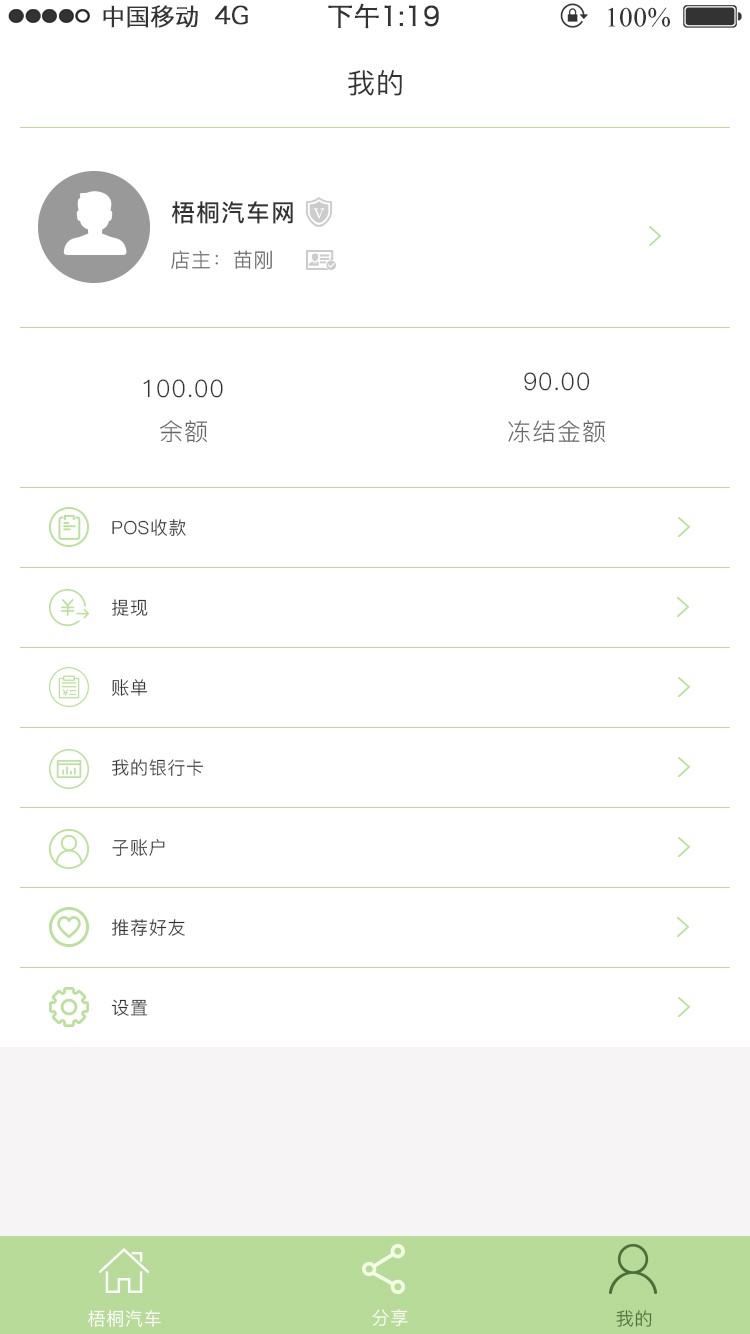 中国移动 4G 下午1:19 100%
我的
梧桐汽车网 V
店主：苗刚
100.00 90.00
余额 冻结金额
POS收款
提现
账单
我的银行卡
子账户
推荐好友
设置
梧桐汽车 分享 我的